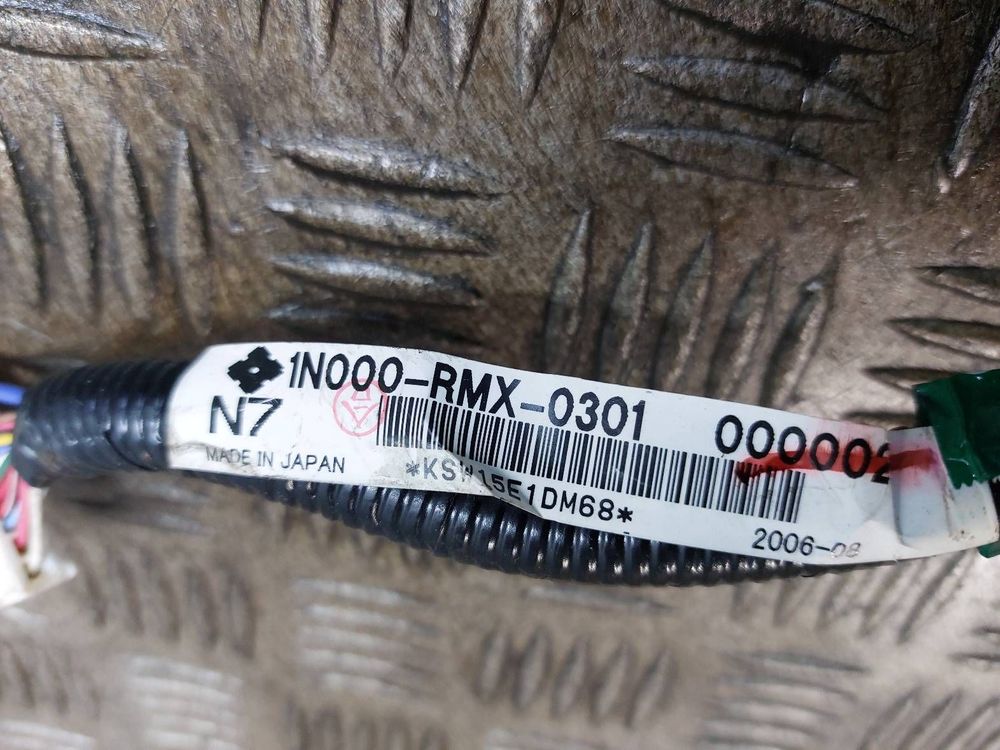 1N000-RMX-0301 000002
N7
MADE IN JAPAN
*KSW15E1DM68*
2006-08